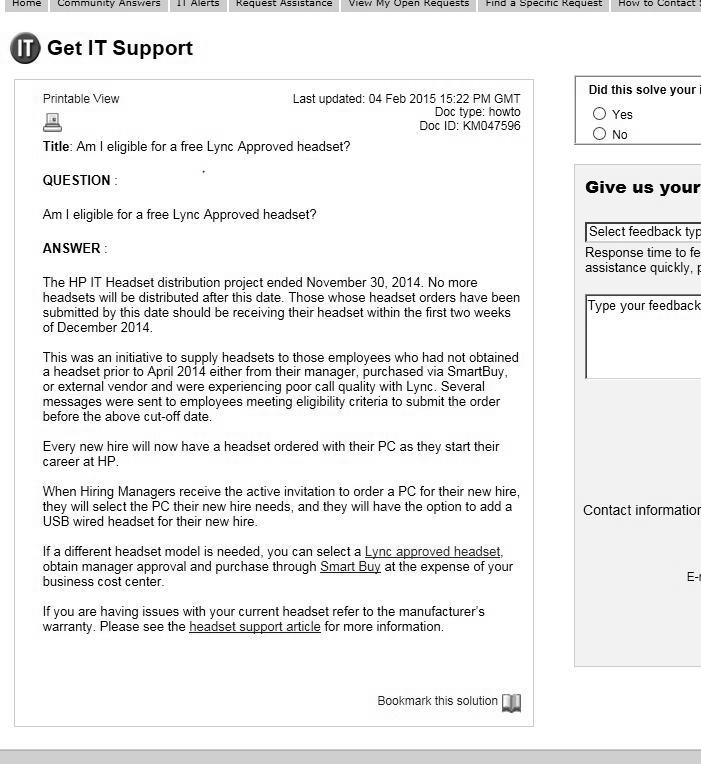 Home Community Answers IT Alerts Request Assistance View My Open Requests Find a Specific Request How to Contact
IT Get IT Support
Printable View
Last updated: 04 Feb 2015 15:22 PM GMT
Doc type: howto
Doc ID: KM047596
Title: Am I eligible for a free Lync Approved headset?
QUESTION :
Am I eligible for a free Lync Approved headset?
ANSWER :
The HP IT Headset distribution project ended November 30, 2014. No more
headsets will be distributed after this date. Those whose headset orders have been
submitted by this date should be receiving their headset within the first two weeks
of December 2014.
This was an initiative to supply headsets to those employees who had not obtained
a headset prior to April 2014 either from their manager, purchased via SmartBuy,
or external vendor and were experiencing poor call quality with Lync. Several
messages were sent to employees meeting eligibility criteria to submit the order
before the above cut-off date.
Every new hire will now have a headset ordered with their PC as they start their
career at HP.
When Hiring Managers receive the active invitation to order a PC for their new hire,
they will select the PC their new hire needs, and they will have the option to add a
USB wired headset for their new hire.
If a different headset model is needed, you can select a Lync approved headset,
obtain manager approval and purchase through Smart Buy at the expense of your
business cost center.
If you are having issues with your current headset refer to the manufacturer's
warranty. Please see the headset support article for more information.
Bookmark this solution
Did this solve your i
Yes
No
Give us your
Select feedback typ
Response time to fe
assistance quickly, p
Type your feedback
Contact information
E-